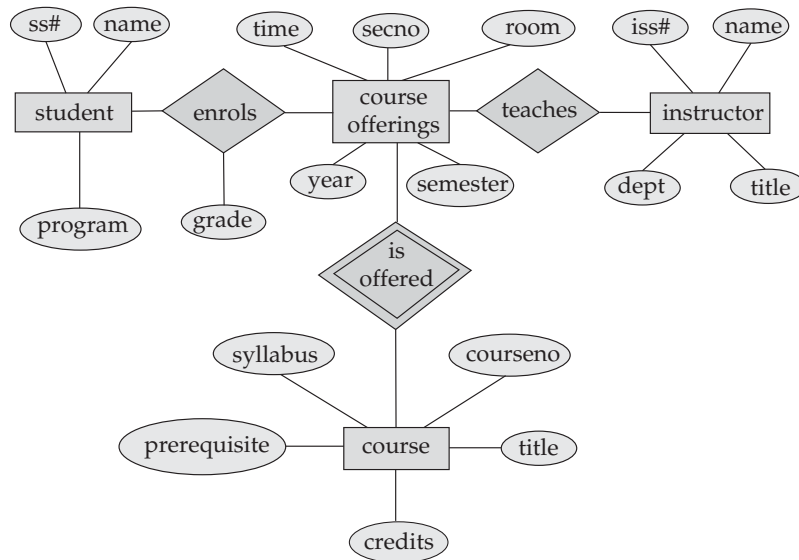 ss#
name
time
secno
room
iss#
name
student
enrols
course
offerings
teaches
instructor
program
grade
year
semester
dept
title
is
offered
syllabus
courseno
prerequisite
course
title
credits